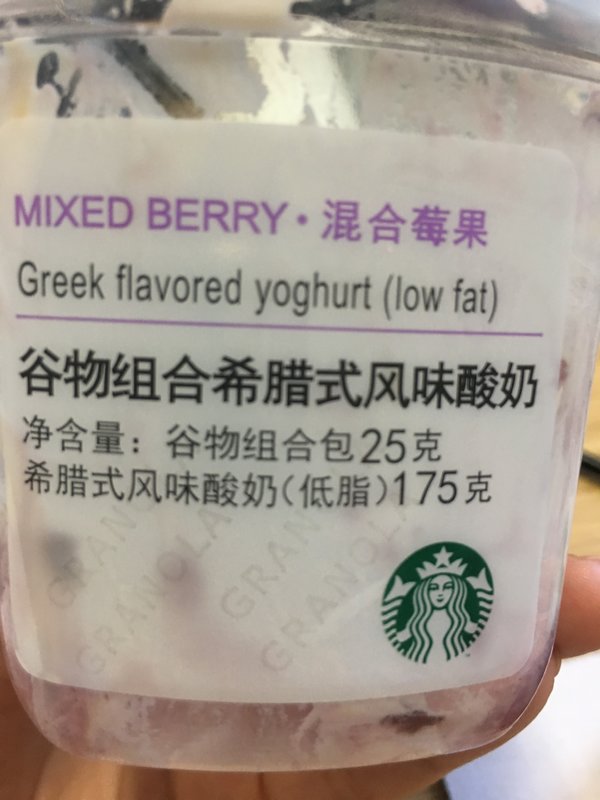 MIXED BERRY · 混合莓果
Greek flavored yoghurt (low fat)
谷物组合希腊式风味酸奶
净含量：谷物组合包25克
希腊式风味酸奶(低脂)175克
GRANOLA
GRANOLA